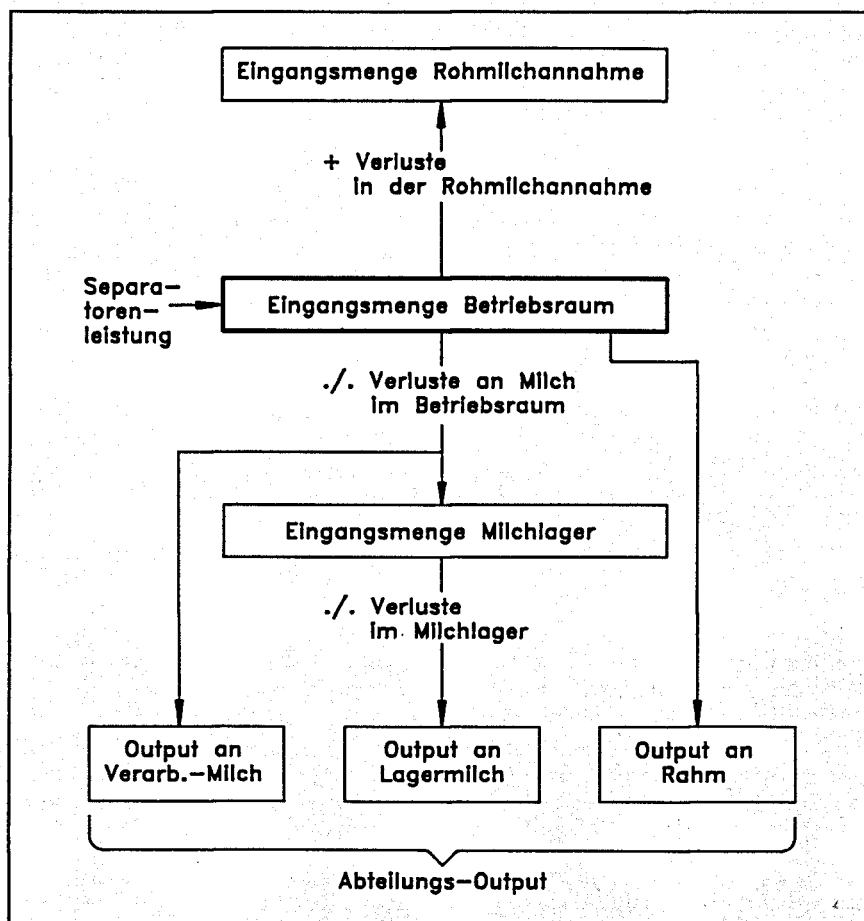 Eingangsmenge Rohmilchannahme
+ Verluste
in der Rohmilchannahme
Separa-
toren-
leistung
Eingangsmenge Betriebsraum
./. Verluste an Milch
im Betriebsraum
Eingangsmenge Milchlager
./. Verluste
im Milchlager
Output an
Verarb.-Milch
Output an
Lagermilch
Output an
Rahm
Abteilungs-Output